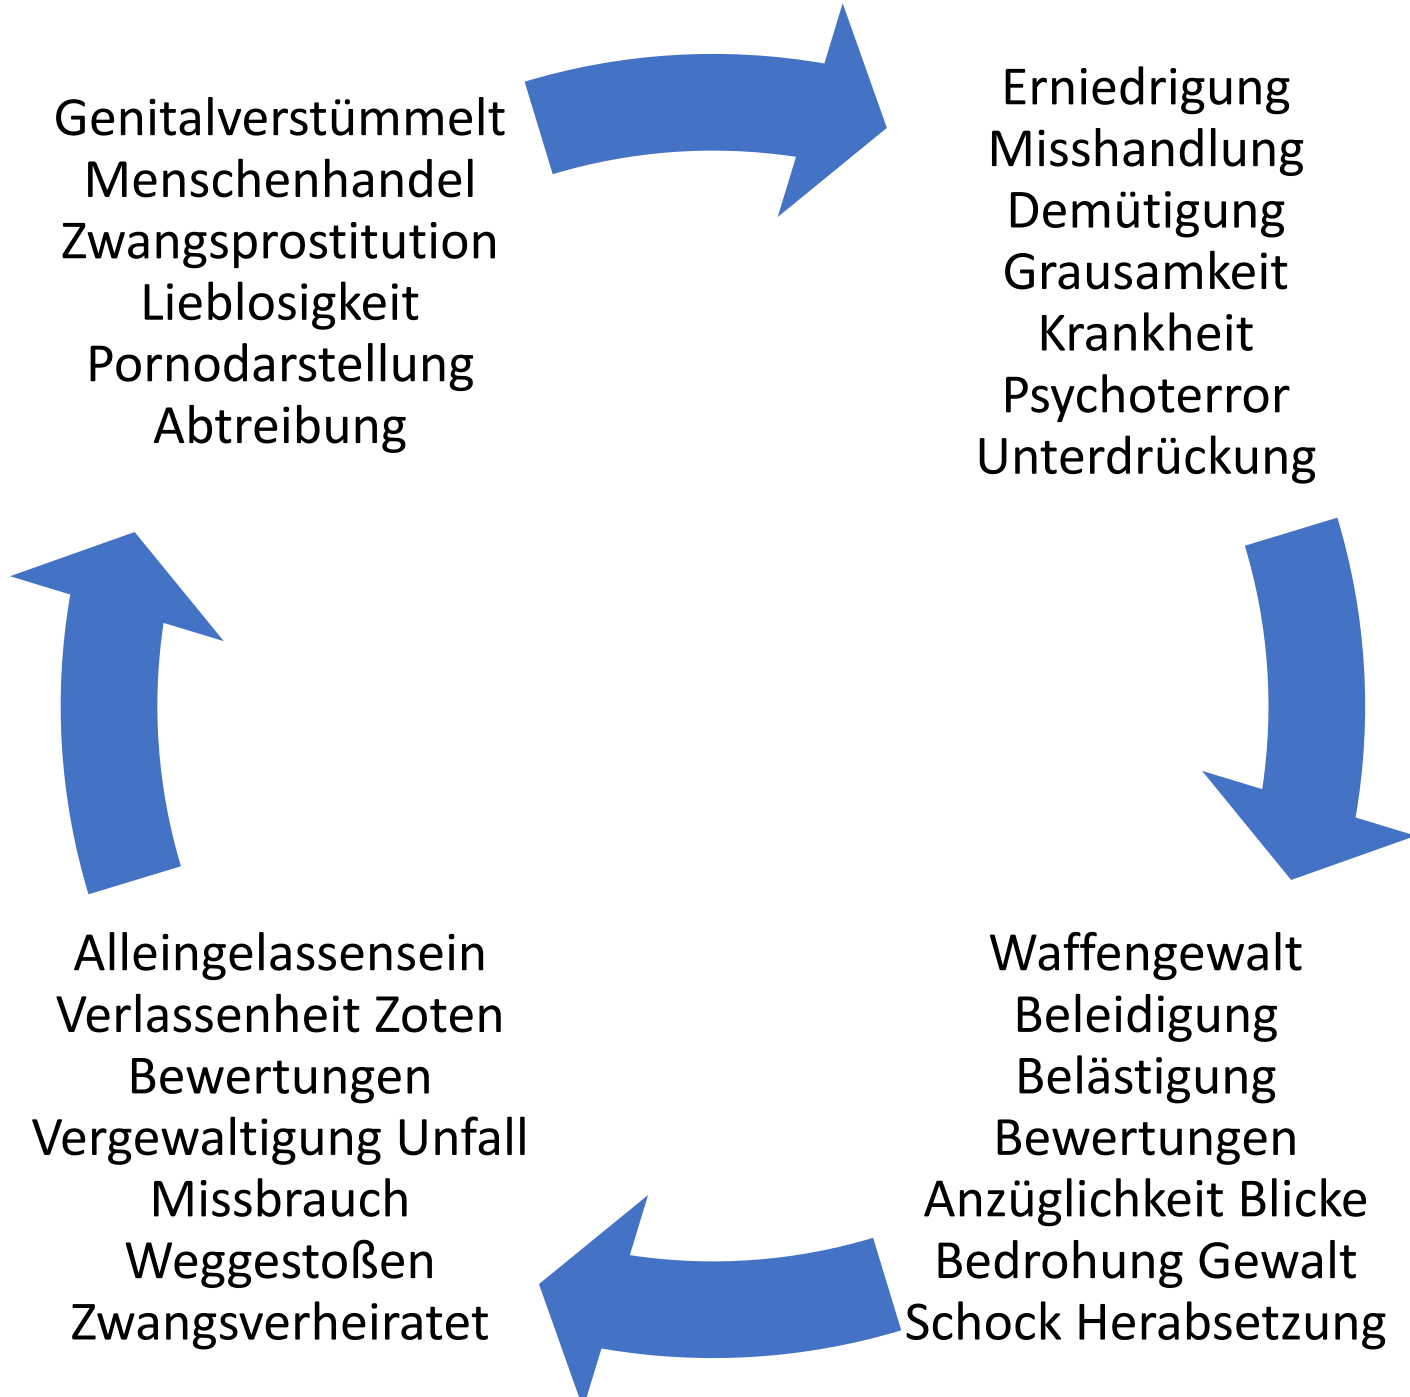 Genitalverstümmelt
Menschenhandel
Zwangsprostitution
Lieblosigkeit
Pornodarstellung
Abtreibung
Erniedrigung
Misshandlung
Demütigung
Grausamkeit
Krankheit
Psychoterror
Unterdrückung
Waffengewalt
Beleidigung
Belästigung
Bewertungen
Anzüglichkeit Blicke
Bedrohung Gewalt
Schock Herabsetzung
Alleingelassensein
Verlassenheit Zoten
Bewertungen
Vergewaltigung Unfall
Missbrauch
Weggestoßen
Zwangsverheiratet